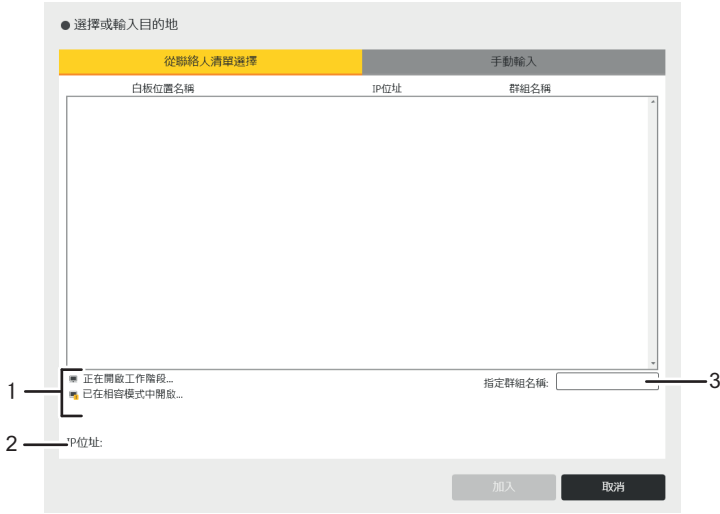 ● 選擇或輸入目的地
從聯絡人清單選擇 手動輸入
白板位置名稱 IP位址 群組名稱
正在開啟工作階段...
指定群組名稱: 3
1 已在相容模式中開啟...
2 IP位址:
加入 取消